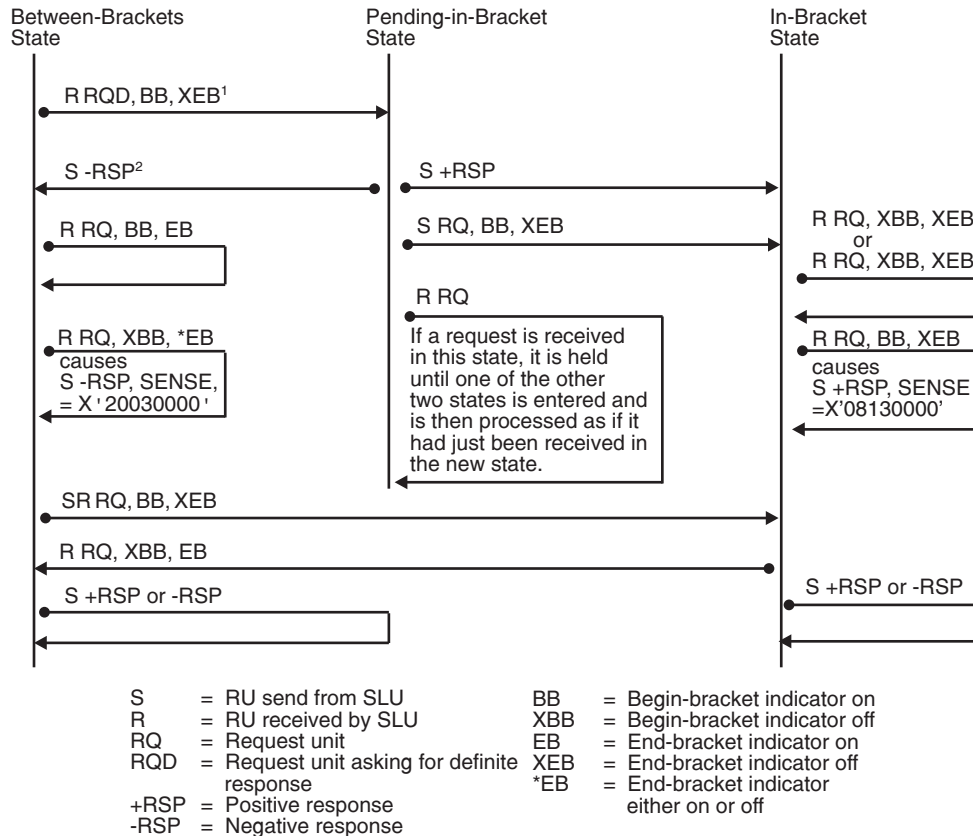 Between-Brackets
State
Pending-in-Bracket
State
In-Bracket
State
R RQD, BB, XEB¹
S -RSP²
S +RSP
R RQ, BB, EB
S RQ, BB, XEB
R RQ, XBB, XEB
or
R RQ, XBB, XEB
R RQ
R RQ, XBB, *EB
causes
S -RSP, SENSE,
= X'20030000'
If a request is received
in this state, it is held
until one of the other
two states is entered and
is then processed as if it
had just been received in
the new state.
R RQ, BB, XEB
causes
S +RSP, SENSE
=X'08130000'
SR RQ, BB, XEB
R RQ, XBB, EB
S +RSP or -RSP
S +RSP or -RSP
S = RU send from SLU
R = RU received by SLU
RQ = Request unit
RQD = Request unit asking for definite
response
+RSP = Positive response
-RSP = Negative response
BB = Begin-bracket indicator on
XBB = Begin-bracket indicator off
EB = End-bracket indicator on
XEB = End-bracket indicator off
*EB = End-bracket indicator
either on or off